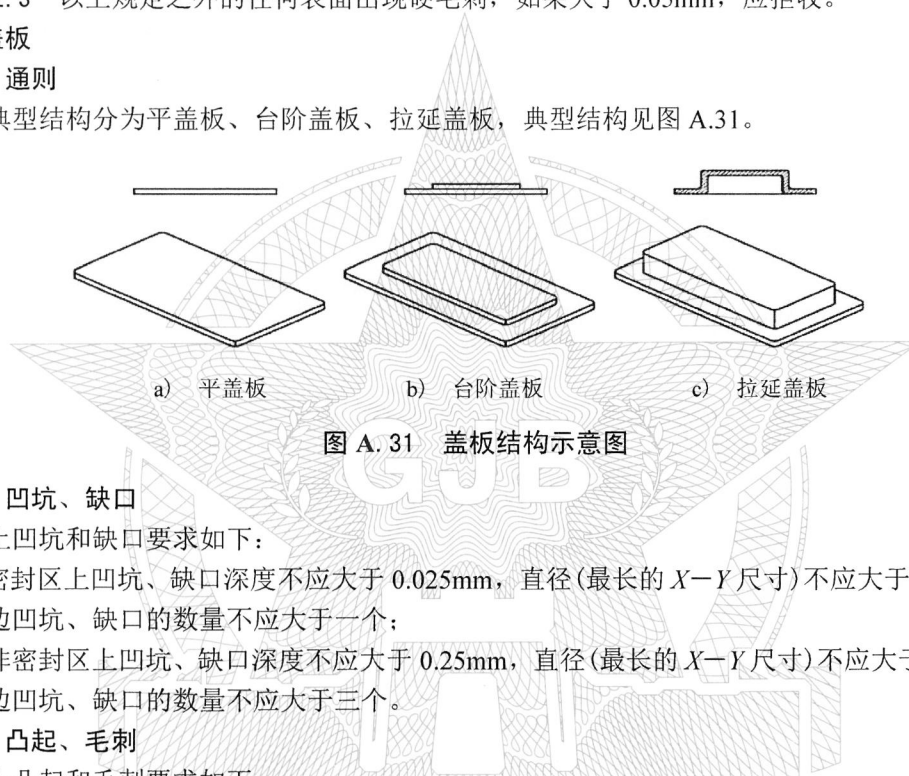 3 以上规定之外的任何表面出现硬毛刺,如果大于 0.05mm,应拒收。
盖板
通则
典型结构分为平盖板、台阶盖板、拉延盖板,典型结构见图 A.31。
a) 平盖板 b) 台阶盖板 c) 拉延盖板
图 A.31 盖板结构示意图
GJB
凹坑、缺口
上凹坑和缺口要求如下:
密封区上凹坑、缺口深度不应大于 0.025mm,直径(最长的 X-Y 尺寸)不应大于
边凹坑、缺口的数量不应大于一个;
非密封区上凹坑、缺口深度不应大于 0.25mm,直径(最长的 X-Y 尺寸)不应大于
边凹坑、缺口的数量不应大于三个。
凸起、毛刺
凸起和毛刺要求如下